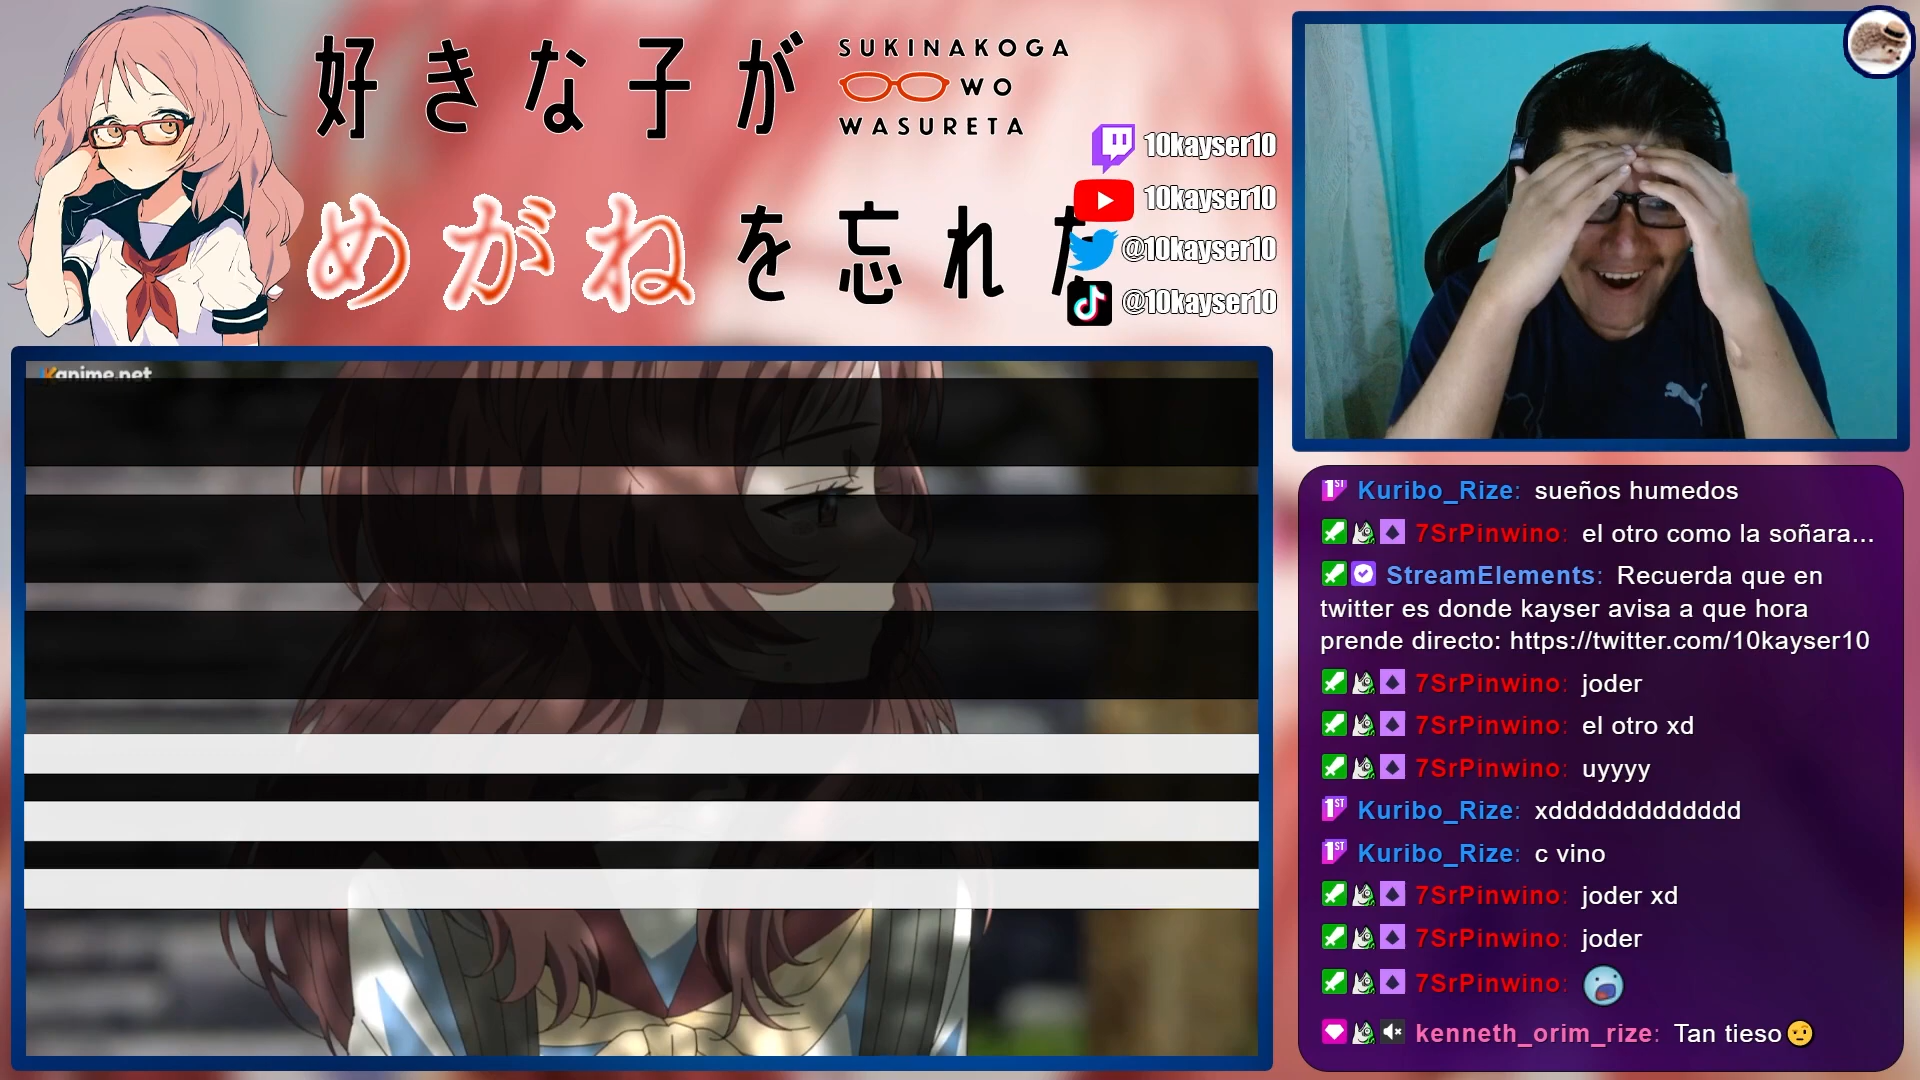 好きな子が
SUKINAKOGA
WO
WASURETA
めがねを忘れた
10kayser10
10kayser10
@10kayser10
@10kayser10
Kanime.net
1ST Kuribo_Rize: sueños humedos
7SrPinwino: el otro como la soñara...
StreamElements: Recuerda que en
twitter es donde kayser avisa a que hora
prende directo: https://twitter.com/10kayser10
7SrPinwino: joder
7SrPinwino: el otro xd
7SrPinwino: uyyyy
1ST Kuribo_Rize: xddddddddddddd
1ST Kuribo_Rize: c vino
7SrPinwino: joder xd
7SrPinwino: joder
7SrPinwino:
kenneth_orim_rize: Tan tieso🤨